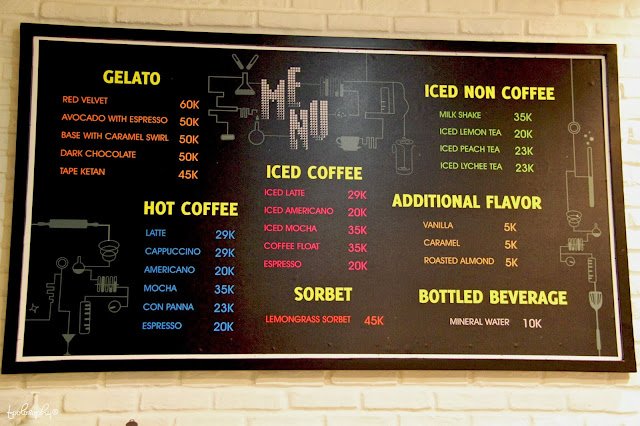 MENU
GELATO
RED VELVET 60K
AVOCADO WITH ESPRESSO 50K
BASE WITH CARAMEL SWIRL 50K
DARK CHOCOLATE 50K
TAPE KETAN 45K
HOT COFFEE
LATTE 29K
CAPPUCCINO 29K
AMERICANO 20K
MOCHA 35K
CON PANNA 23K
ESPRESSO 20K
ICED COFFEE
ICED LATTE 29K
ICED AMERICANO 20K
ICED MOCHA 35K
COFFEE FLOAT 35K
ESPRESSO 20K
SORBET
LEMONGRASS SORBET 45K
ICED NON COFFEE
MILK SHAKE 35K
ICED LEMON TEA 20K
ICED PEACH TEA 23K
ICED LYCHEE TEA 23K
ADDITIONAL FLAVOR
VANILLA 5K
CARAMEL 5K
ROASTED ALMOND 5K
BOTTLED BEVERAGE
MINERAL WATER 10K